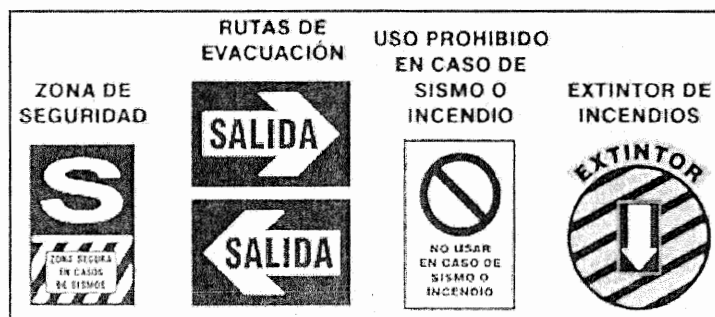 ZONA DE
SEGURIDAD
S
ZONA SEGURA
EN CASOS
DE SISMOS
RUTAS DE
EVACUACIÓN
SALIDA
SALIDA
USO PROHIBIDO
EN CASO DE
SISMO O
INCENDIO
NO USAR
EN CASO DE
SISMO O
INCENDIO
EXTINTOR DE
INCENDIOS
EXTINTOR